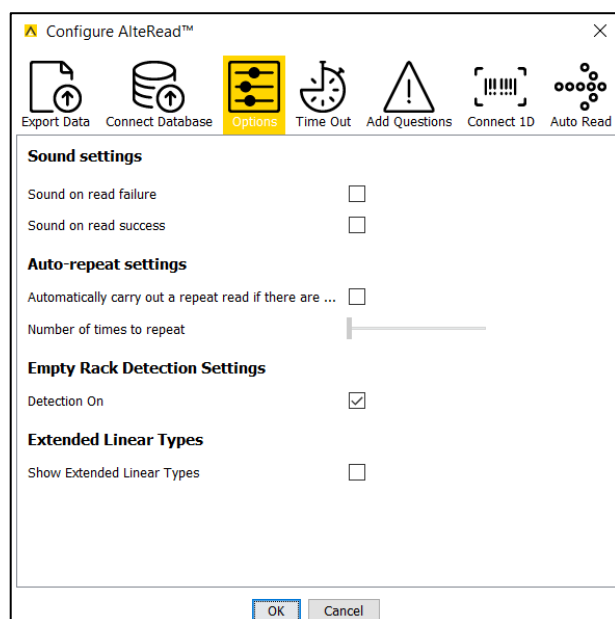 Configure AlteRead™
Export Data Connect Database Options Time Out Add Questions Connect 1D Auto Read
Sound settings
Sound on read failure
Sound on read success
Auto-repeat settings
Automatically carry out a repeat read if there are ...
Number of times to repeat
Empty Rack Detection Settings
Detection On
Extended Linear Types
Show Extended Linear Types
OK Cancel